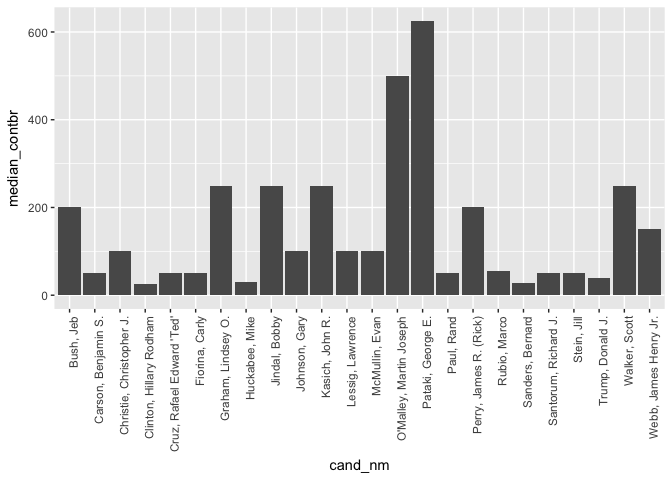 median_contbr
600
400
200
0
Bush, Jeb
Carson, Benjamin S.
Christie, Christopher J.
Clinton, Hillary Rodham
Cruz, Rafael Edward 'Ted'
Fiorina, Carly
Graham, Lindsey O.
Huckabee, Mike
Jindal, Bobby
Johnson, Gary
Kasich, John R.
Lessig, Lawrence
McMullin, Evan
O'Malley, Martin Joseph
Pataki, George E.
Paul, Rand
Perry, James R. (Rick)
Rubio, Marco
Sanders, Bernard
Santorum, Richard J.
Stein, Jill
Trump, Donald J.
Walker, Scott
Webb, James Henry Jr.
cand_nm